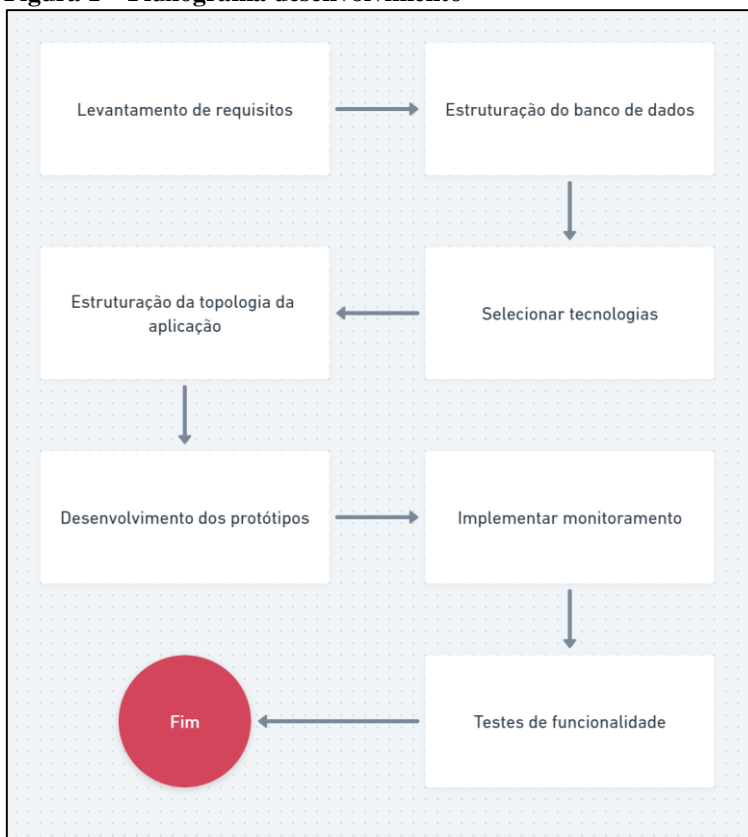 Levantamento de requisitos
Estruturação do banco de dados
Selecionar tecnologias
Estruturação da topologia da
aplicação
Desenvolvimento dos protótipos
Implementar monitoramento
Testes de funcionalidade
Fim